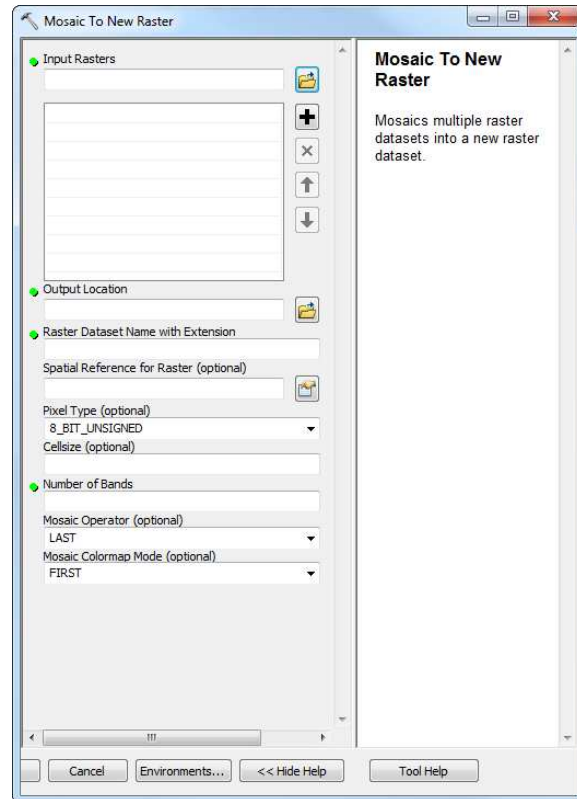 Mosaic To New Raster
Input Rasters
Output Location
Raster Dataset Name with Extension
Spatial Reference for Raster (optional)
Pixel Type (optional)
8_BIT_UNSIGNED
Cellsize (optional)
Number of Bands
Mosaic Operator (optional)
LAST
Mosaic Colormap Mode (optional)
FIRST
Cancel
Environments...
<< Hide Help
Mosaic To New
Raster
Mosaics multiple raster
datasets into a new raster
dataset.
Tool Help